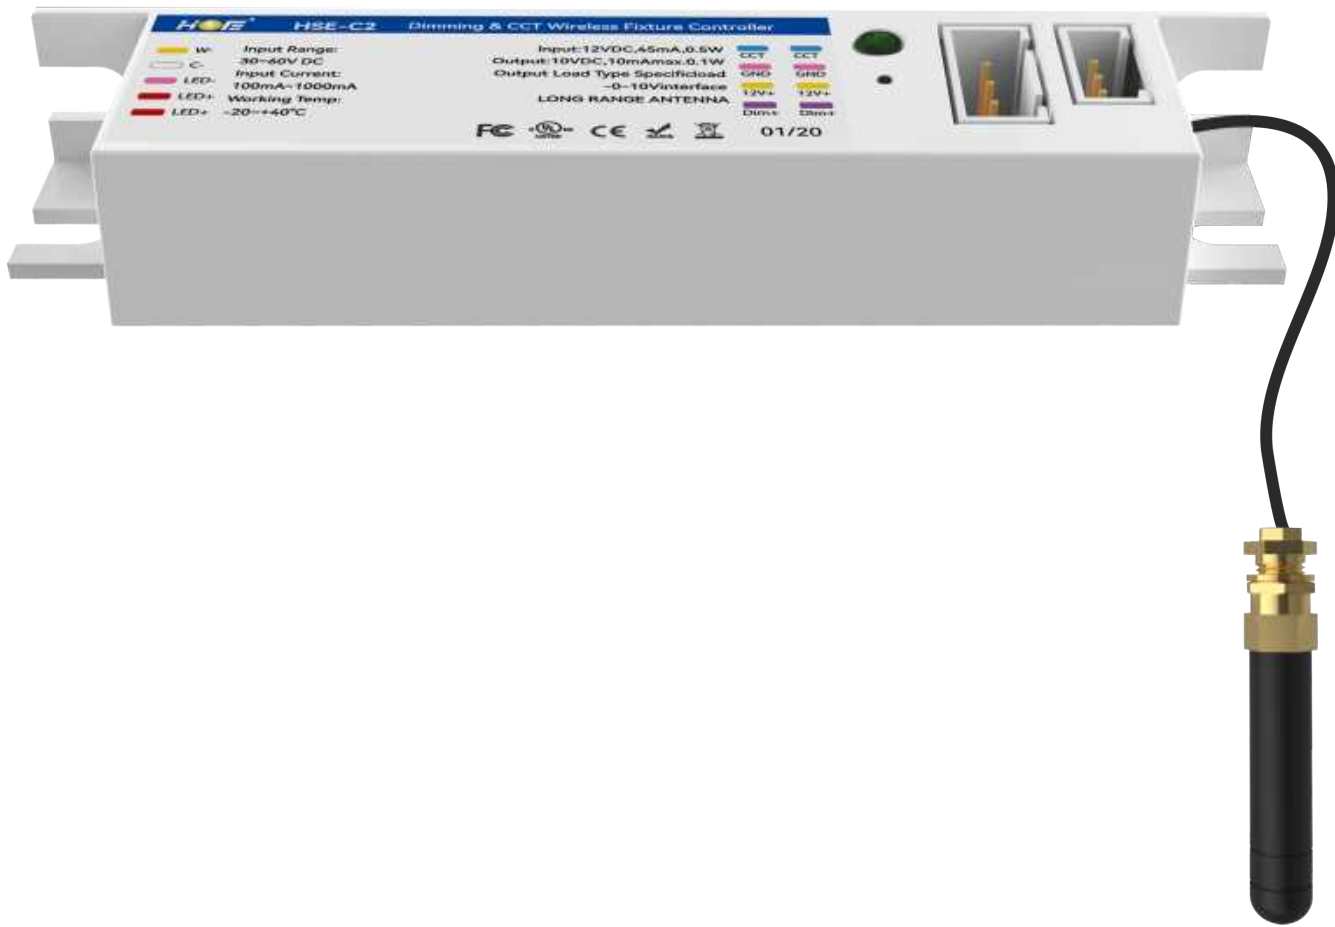 HSE-C2 Dimming & CCT Wireless Fixture Controller
W-
C-
LED-
LED+
LED+
Input Range:
30~60V DC
Input Current:
100mA~1000mA
Working Temp:
-20~+40°C
Input:12VDC,45mA,0.5W
Output:10VDC,10mAmax.0.1W
Output Load Type Specificload
~0-10Vinterface
LONG RANGE ANTENNA
CCT CCT
GND GND
12V+ 12V+
Dim+ Dim+
FC UL CE 01/20